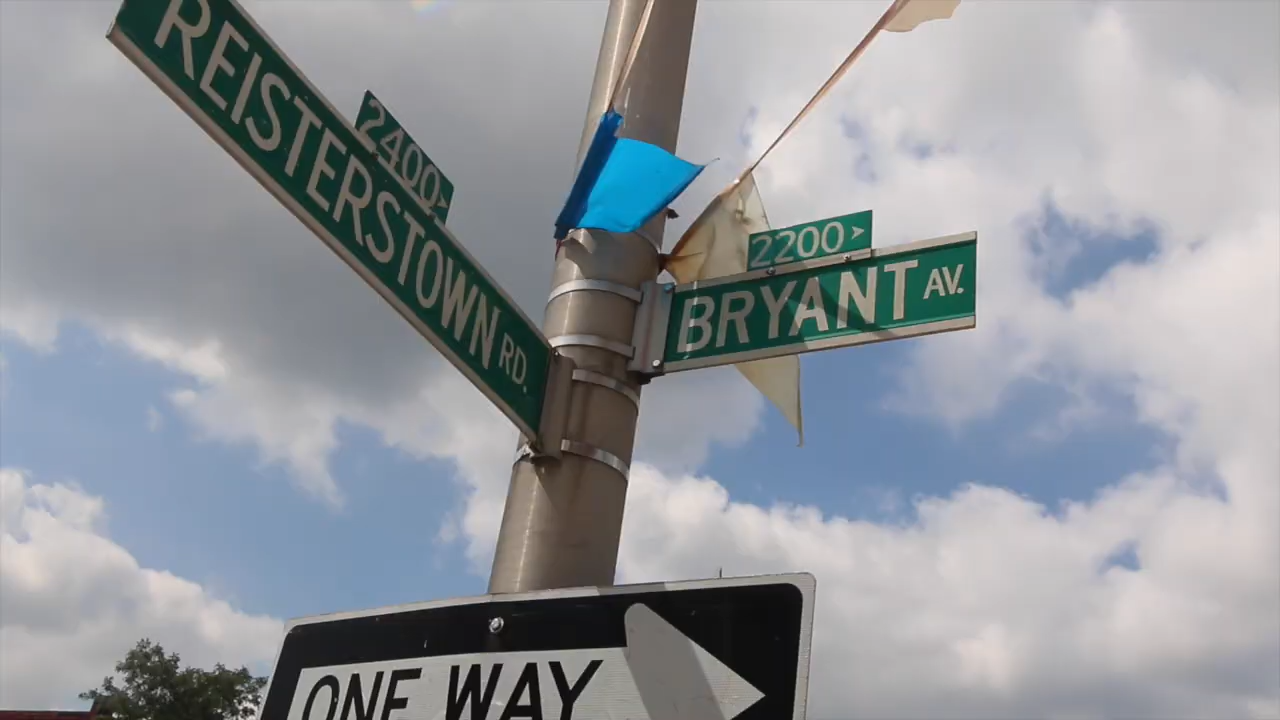 2400 >
REISTERSTOWN RD.
2200 >
BRYANT AV.
ONE WAY